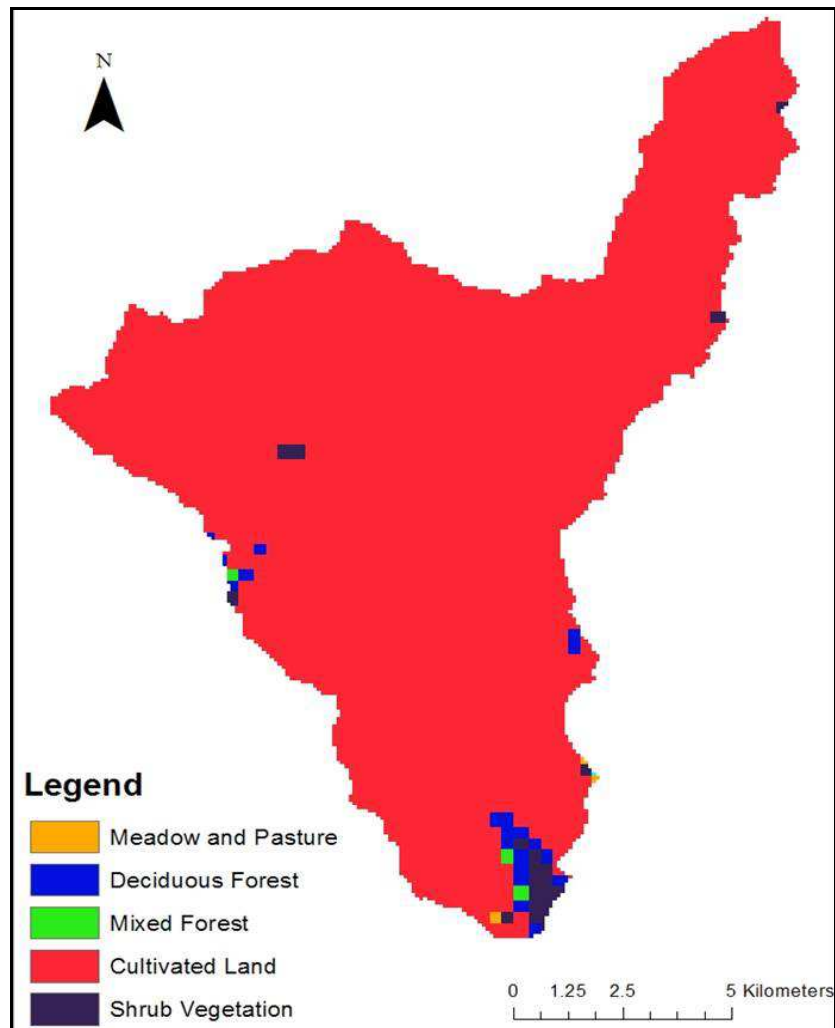 N
Legend
Meadow and Pasture
Deciduous Forest
Mixed Forest
Cultivated Land
Shrub Vegetation
0 1.25 2.5 5 Kilometers